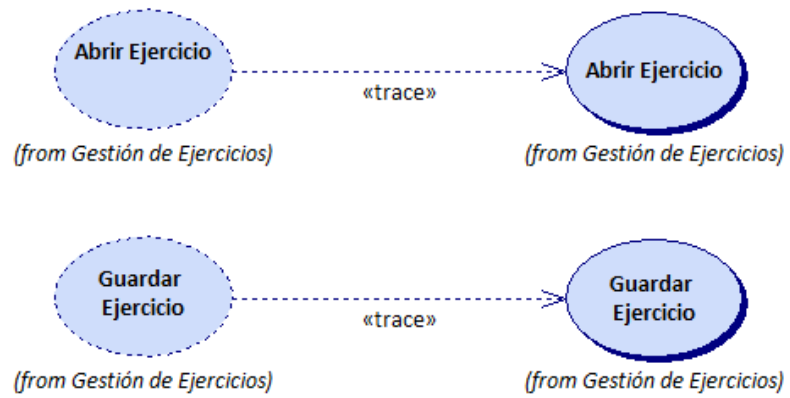 Abrir Ejercicio
Abrir Ejercicio
«trace»
(from Gestión de Ejercicios)
(from Gestión de Ejercicios)
Guardar
Ejercicio
Guardar
Ejercicio
«trace»
(from Gestión de Ejercicios)
(from Gestión de Ejercicios)